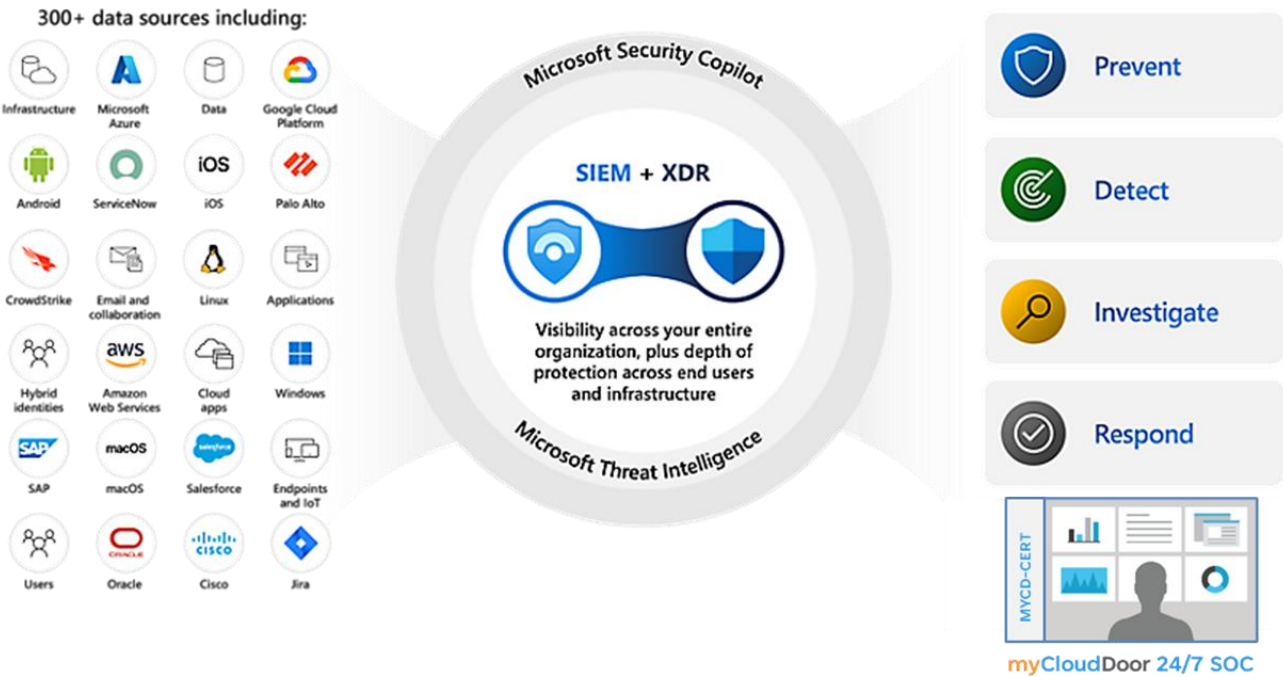 300+ data sources including:
Infrastructure
Microsoft
Azure
Data
Google Cloud
Platform
Android
ServiceNow
iOS
iOS
Palo Alto
CrowdStrike
Email and
collaboration
Linux
Applications
Hybrid
identities
aws
Amazon
Web Services
Cloud
apps
Windows
SAP
SAP
macOS
macOS
salesforce
Salesforce
Endpoints
and IoT
Users
ORACLE
Oracle
CISCO
Cisco
Jira
Microsoft Security Copilot
SIEM + XDR
Visibility across your entire
organization, plus depth of
protection across end users
and infrastructure
Microsoft Threat Intelligence
Prevent
Detect
Investigate
Respond
MYCD-CERT
myCloudDoor 24/7 SOC